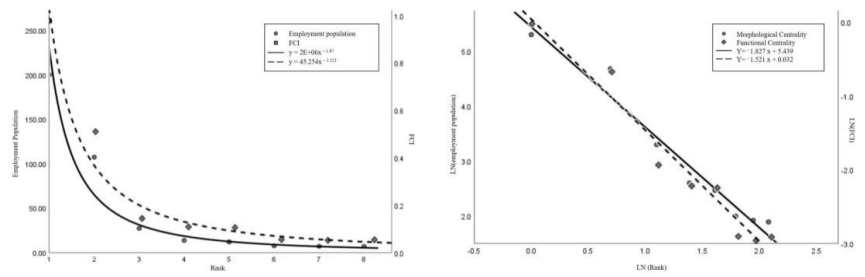 250.00
200.00
150.00
100.00
50.00
0.00
Employment Population
1 2 3 4 5 6 7 8
Rank
1.0
0.8
0.6
0.4
0.2
0.0
FCI
Employment population
FCI
y = 2E+06x⁻¹·⁸⁷
y = 45.254x⁻¹·⁵²¹
5.0
4.0
3.0
2.0
LN(employment population)
-0.5 0.0 0.5 1.0 1.5 2.0 2.5
LN (Rank)
0.0
-1.0
-2.0
-3.0
LN(FCI)
Morphological Centrality
Functional Centrality
Y=⁻1.827 x + 5.439
Y=⁻1.521 x + 0.032